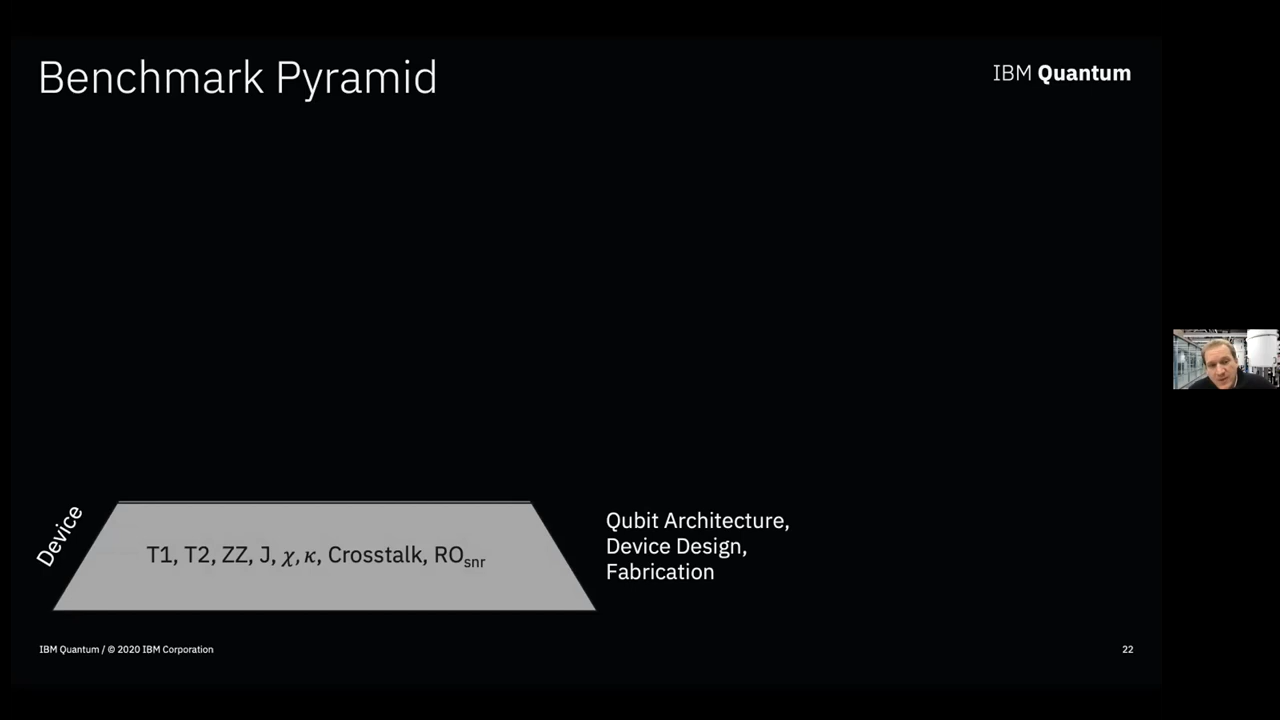 Benchmark Pyramid
IBM Quantum
Device
T1, T2, ZZ, J, χ, κ, Crosstalk, ROsnr
Qubit Architecture,
Device Design,
Fabrication
IBM Quantum / © 2020 IBM Corporation
22